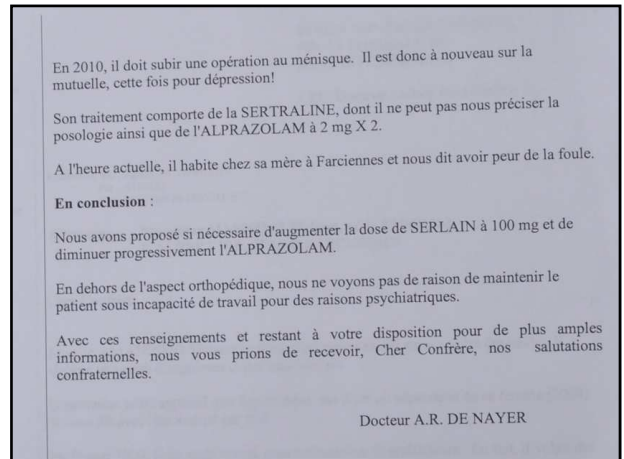 En 2010, il doit subir une opération au ménisque. Il est donc à nouveau sur la
mutuelle, cette fois pour dépression!
Son traitement comporte de la SERTRALINE, dont il ne peut pas nous préciser la
posologie ainsi que de l'ALPRAZOLAM à 2 mg X 2.
A l'heure actuelle, il habite chez sa mère à Farciennes et nous dit avoir peur de la foule.
En conclusion :
Nous avons proposé si nécessaire d'augmenter la dose de SERLAIN à 100 mg et de
diminuer progressivement l'ALPRAZOLAM.
En dehors de l'aspect orthopédique, nous ne voyons pas de raison de maintenir le
patient sous incapacité de travail pour des raisons psychiatriques.
Avec ces renseignements et restant à votre disposition pour de plus amples
informations, nous vous prions de recevoir, Cher Confrère, nos salutations
confraternelles.
Docteur A.R. DE NAYER